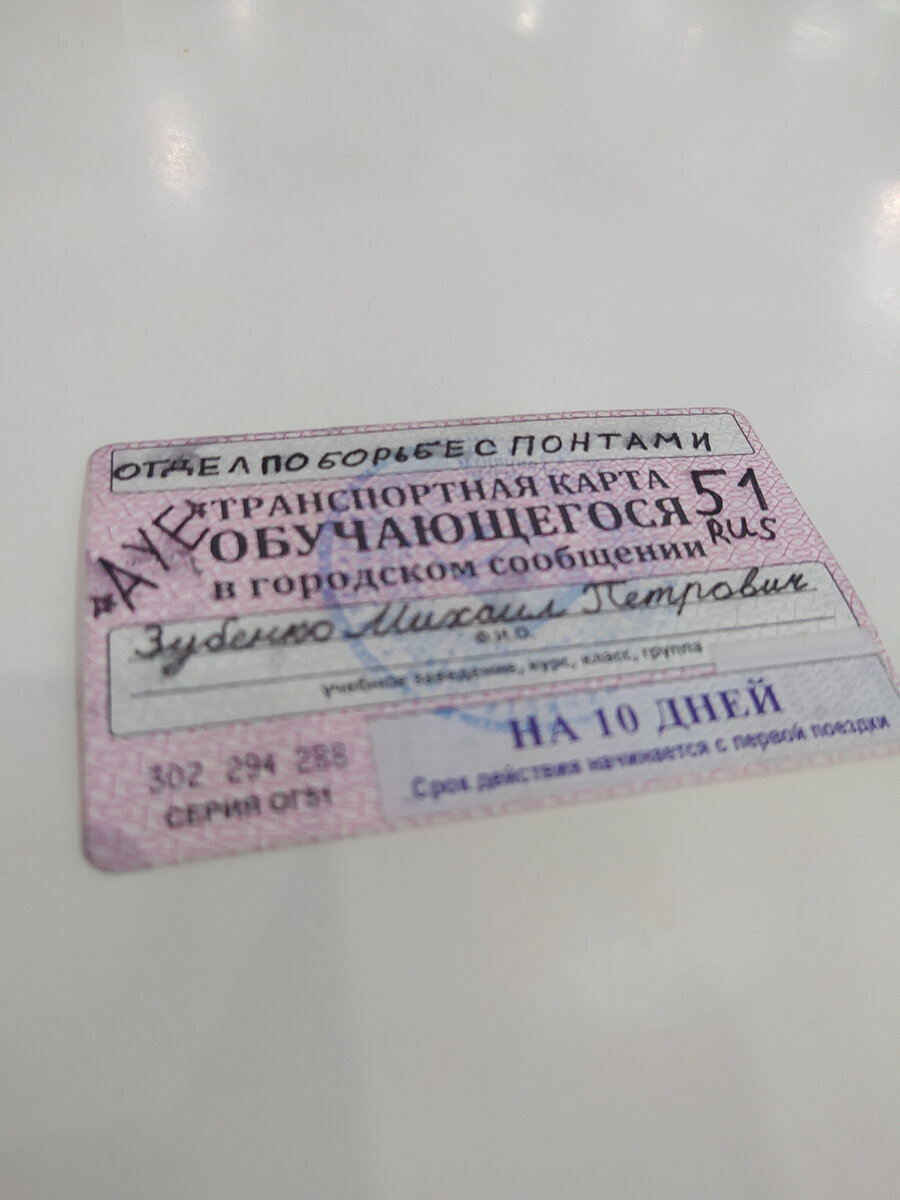 ОТДЕЛ ПО БОРЬБЕ С ПОНТАМИ
*АУЕ*
ТРАНСПОРТНАЯ КАРТА
ОБУЧАЮЩЕГОСЯ
в городском сообщении
51
RUS
Зубенко Михаил Петрович
Ф.И.О.
учебное заведение, курс, класс, группа
НА 10 ДНЕЙ
Срок действия начинается с первой поездки
302 294 288
СЕРИЯ ОГ51